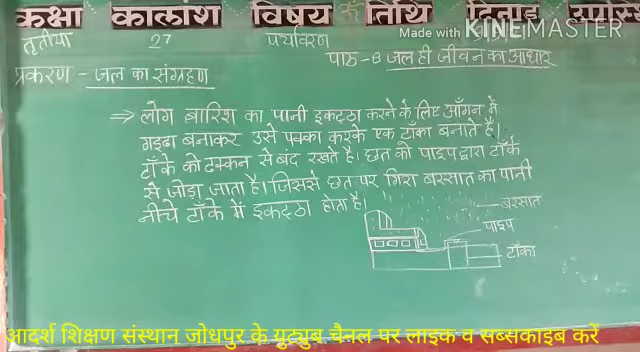 कक्षा कालांश विषय तिथि दिनाङ्क
Made with KINEMASTER
तृतीया 27 पर्यावरण
पाठ-8 जल ही जीवन का आधार
प्रकरण - जल का संग्रहण
⇒ लोग बारिश का पानी इकट्ठा करने के लिए आँगन में
गड्ढा बनाकर उसे पक्का करके एक टाँका बनाते है।
टाँके को ढक्कन से बंद रखते है। छत को पाइप द्वारा टाँके
से जोड़ा जाता है। जिससे छत पर गिरा बरसात का पानी
नीचे टाँके में इकट्ठा होता है।
बरसात
पाइप
टाँका
आदर्श शिक्षण संस्थान जोधपुर के युट्युब चैनल पर लाइक व सबस्काइब करें